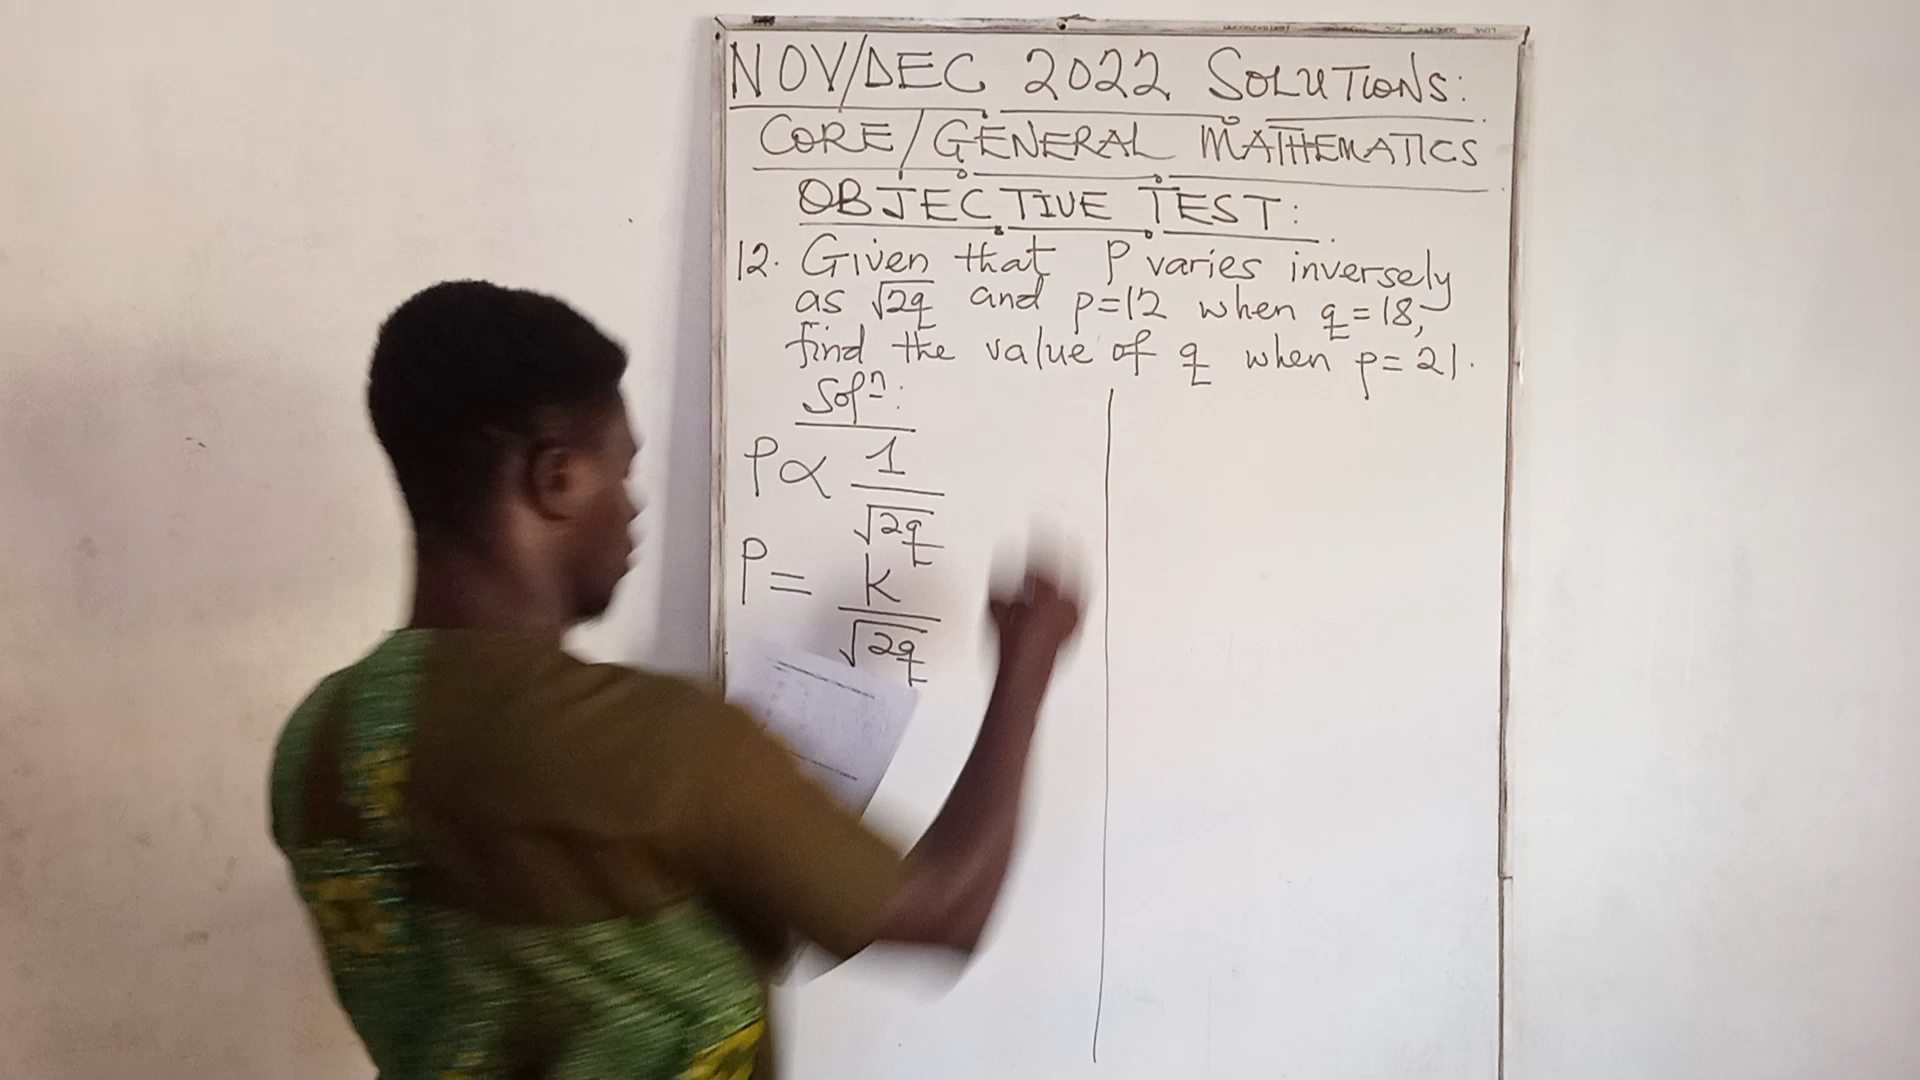 NOV/DEC 2022 SOLUTIONS:
CORE/GENERAL MATHEMATICS
OBJECTIVE TEST:
12. Given that P varies inversely
as √2q and p=12 when q=18,
find the value of q when p=21.
Solⁿ:
P ∝ 1/√2q
P = K/√2q